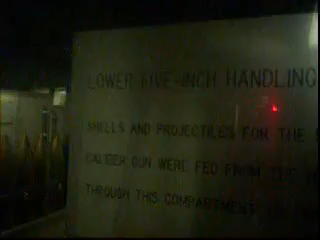 LOWER FIVE-INCH HANDLING
SHELLS AND PROJECTILES FOR THE
CALIBER GUN WERE FED FROM THE
THROUGH THIS COMPARTMENT